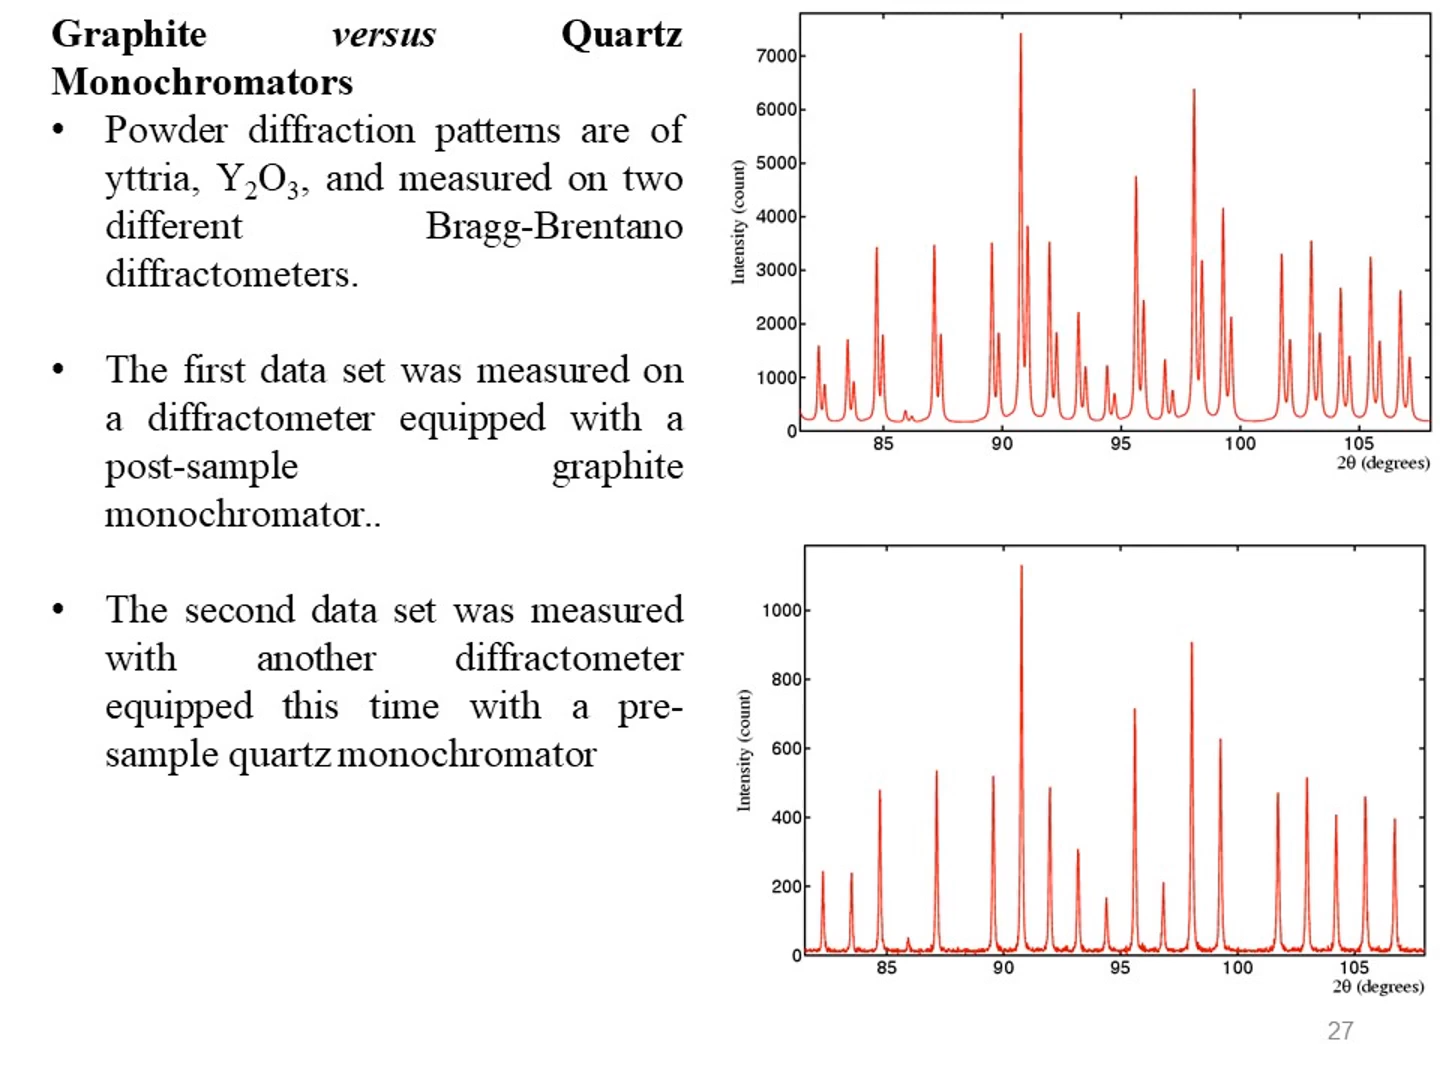 Graphite versus Quartz
Monochromators
• Powder diffraction patterns are of
yttria, Y₂O₃, and measured on two
different Bragg-Brentano
diffractometers.
• The first data set was measured on
a diffractometer equipped with a
post-sample graphite
monochromator..
• The second data set was measured
with another diffractometer
equipped this time with a pre-
sample quartz monochromator
7000
6000
5000
4000
3000
2000
1000
0
Intensity (count)
85 90 95 100 105
2θ (degrees)
1000
800
600
400
200
0
Intensity (count)
85 90 95 100 105
2θ (degrees)
27